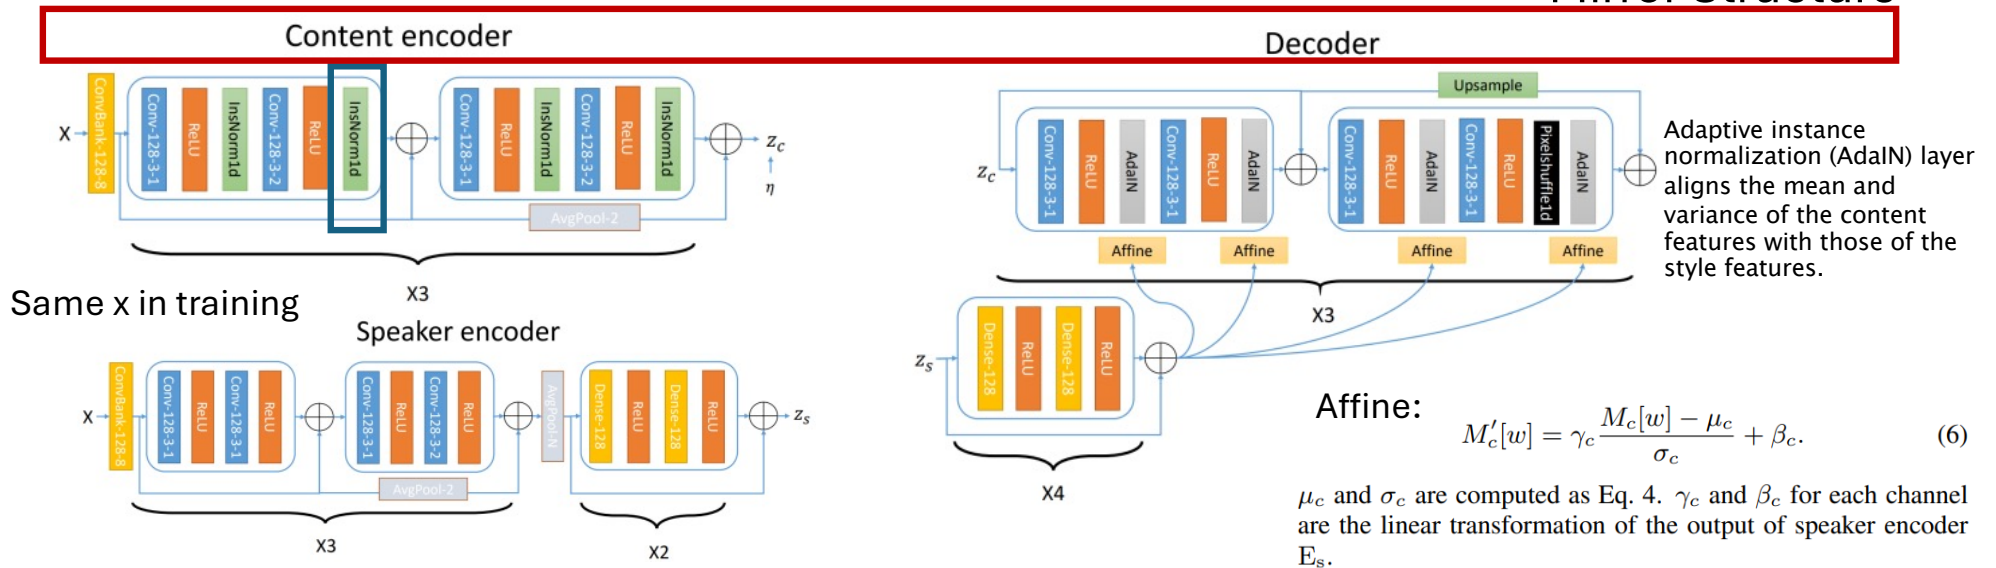 Mirror Structure
Content encoder
Decoder
X
ConvBank-128-8
Conv-128-3-1
ReLU
InsNorm1d
Conv-128-3-2
ReLU
InsNorm1d
Conv-128-3-1
ReLU
InsNorm1d
Conv-128-3-2
ReLU
InsNorm1d
z_c
η
AvgPool-2
X3
Upsample
z_c
Conv-128-3-1
ReLU
AdaIN
Conv-128-3-1
ReLU
AdaIN
Conv-128-3-1
ReLU
AdaIN
Conv-128-3-1
ReLU
Pixelshuffle1d
AdaIN
Affine
Affine
Affine
Affine
X3
Adaptive instance
normalization (AdaIN) layer
aligns the mean and
variance of the content
features with those of the
style features.
Same x in training
Speaker encoder
X
ConvBank-128-8
Conv-128-3-1
ReLU
Conv-128-3-1
ReLU
Conv-128-3-1
ReLU
Conv-128-3-2
ReLU
AvgPool-2
AvgPool-N
Dense-128
ReLU
Dense-128
ReLU
z_s
X3
X2
z_s
Dense-128
ReLU
Dense-128
ReLU
X4
Affine:
M'_c[w] = γ_c (M_c[w] − μ_c) / σ_c + β_c. (6)
μ_c and σ_c are computed as Eq. 4. γ_c and β_c for each channel
are the linear transformation of the output of speaker encoder
E_s.